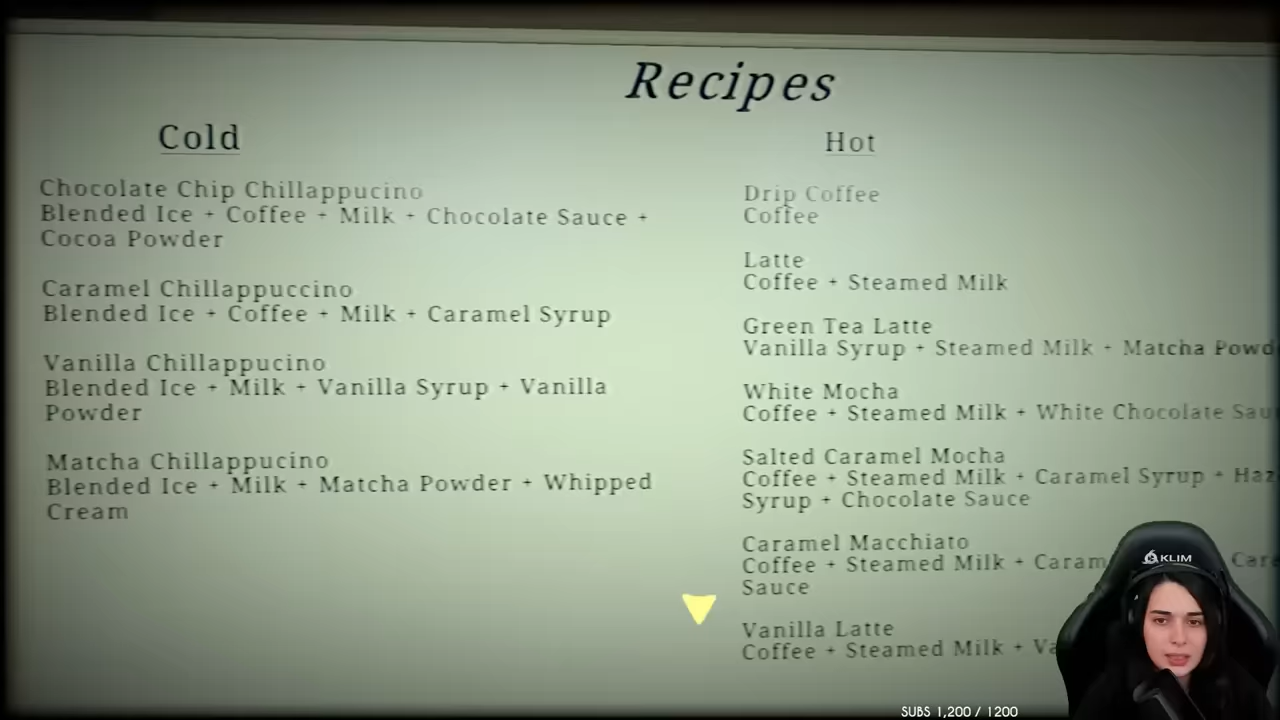 Recipes
Cold
Chocolate Chip Chillappucino
Blended Ice + Coffee + Milk + Chocolate Sauce +
Cocoa Powder
Caramel Chillappuccino
Blended Ice + Coffee + Milk + Caramel Syrup
Vanilla Chillappucino
Blended Ice + Milk + Vanilla Syrup + Vanilla
Powder
Matcha Chillappucino
Blended Ice + Milk + Matcha Powder + Whipped
Cream
Hot
Drip Coffee
Coffee
Latte
Coffee + Steamed Milk
Green Tea Latte
Vanilla Syrup + Steamed Milk + Matcha
White Mocha
Coffee + Steamed Milk + White Chocolate
Salted Caramel Mocha
Coffee + Steamed Milk + Caramel Syrup +
Syrup + Chocolate Sauce
Caramel Macchiato
Coffee + Steamed Milk +
Sauce
Vanilla Latte
Coffee + Steamed Milk +
KLIM
SUBS 1,200 / 1200